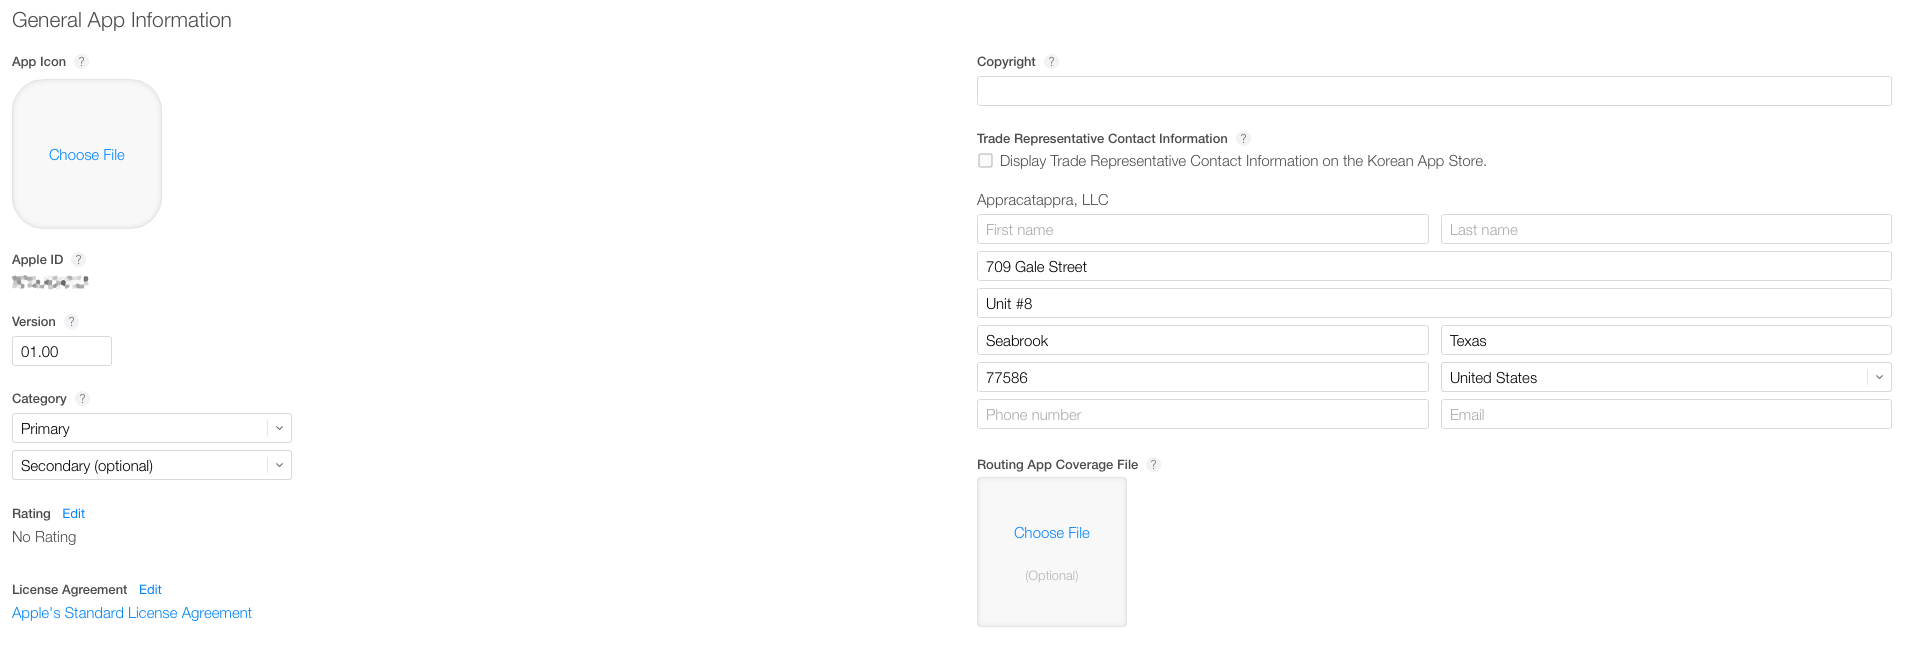 General App Information
App Icon ?
Choose File
Apple ID ?
Version ?
01.00
Category ?
Primary
Secondary (optional)
Rating Edit
No Rating
License Agreement Edit
Apple's Standard License Agreement
Copyright ?
Trade Representative Contact Information ?
Display Trade Representative Contact Information on the Korean App Store.
Appracatappra, LLC
First name Last name
709 Gale Street
Unit #8
Seabrook Texas
77586 United States
Phone number Email
Routing App Coverage File ?
Choose File
(Optional)